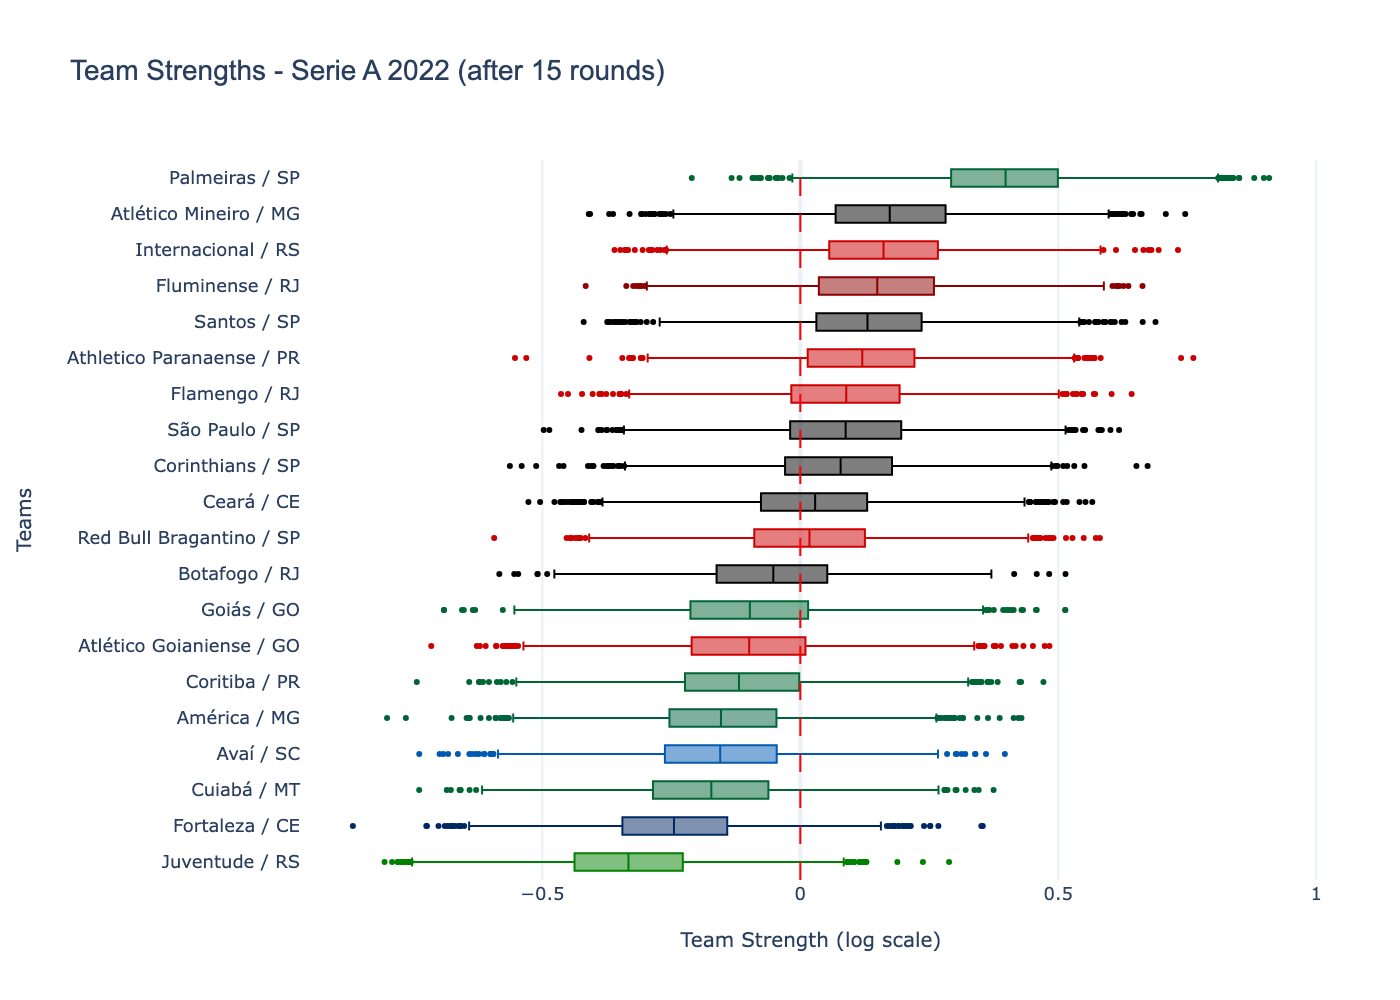 Team Strengths - Serie A 2022 (after 15 rounds)
Palmeiras / SP
Atlético Mineiro / MG
Internacional / RS
Fluminense / RJ
Santos / SP
Athletico Paranaense / PR
Flamengo / RJ
São Paulo / SP
Corinthians / SP
Ceará / CE
Red Bull Bragantino / SP
Botafogo / RJ
Goiás / GO
Atlético Goianiense / GO
Coritiba / PR
América / MG
Avaí / SC
Cuiabá / MT
Fortaleza / CE
Juventude / RS
Teams
−0.5 0 0.5 1
Team Strength (log scale)